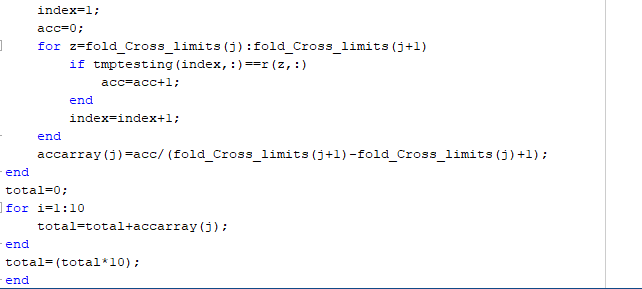 index=1;
acc=0;
for z=fold_Cross_limits(j):fold_Cross_limits(j+1)
if tmptesting(index,:)==r(z,:)
acc=acc+1;
end
index=index+1;
end
accarray(j)=acc/(fold_Cross_limits(j+1)-fold_Cross_limits(j)+1);
end
total=0;
for i=1:10
total=total+accarray(j);
end
total=(total*10);
end